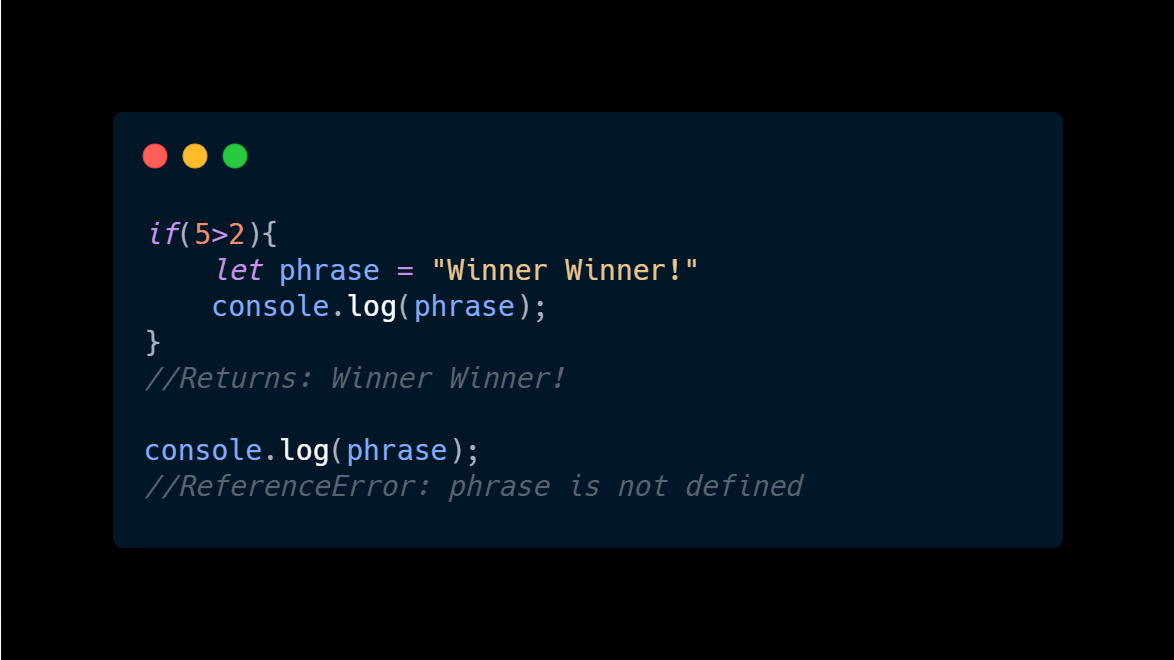 if(5>2){
    let phrase = "Winner Winner!"
    console.log(phrase);
}
//Returns: Winner Winner!

console.log(phrase);
//ReferenceError: phrase is not defined